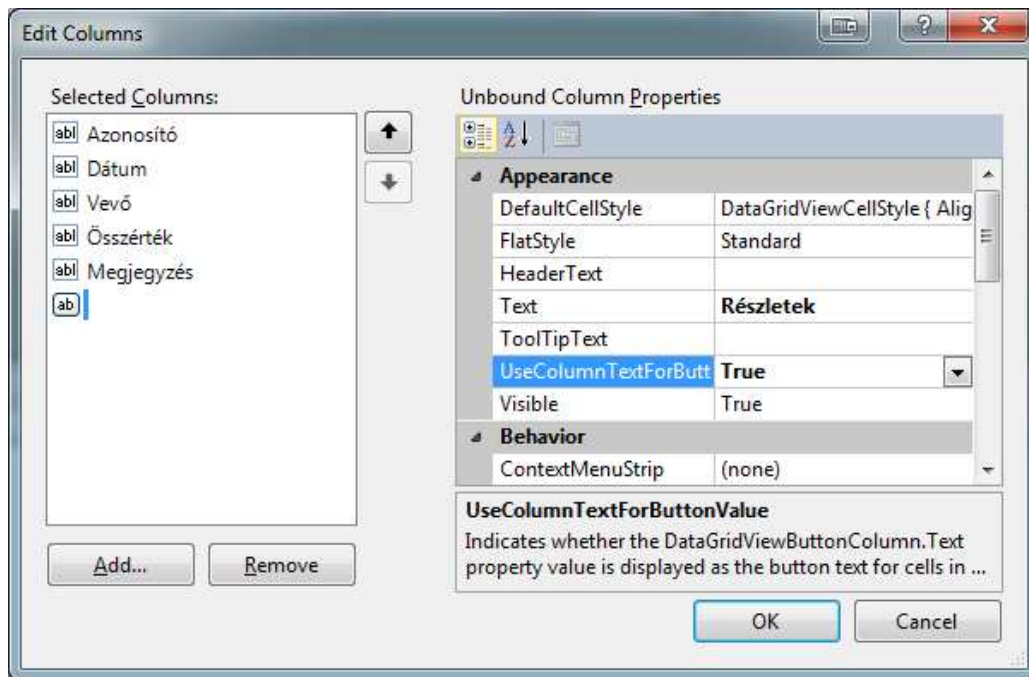 Edit Columns
Selected Columns:
abl Azonosító
abl Dátum
abl Vevő
abl Összérték
abl Megjegyzés
ab
Add...
Remove
Unbound Column Properties
Appearance
DefaultCellStyle DataGridViewCellStyle { Alig
FlatStyle Standard
HeaderText
Text Részletek
ToolTipText
UseColumnTextForButt True
Visible True
Behavior
ContextMenuStrip (none)
UseColumnTextForButtonValue
Indicates whether the DataGridViewButtonColumn.Text
property value is displayed as the button text for cells in ...
OK
Cancel